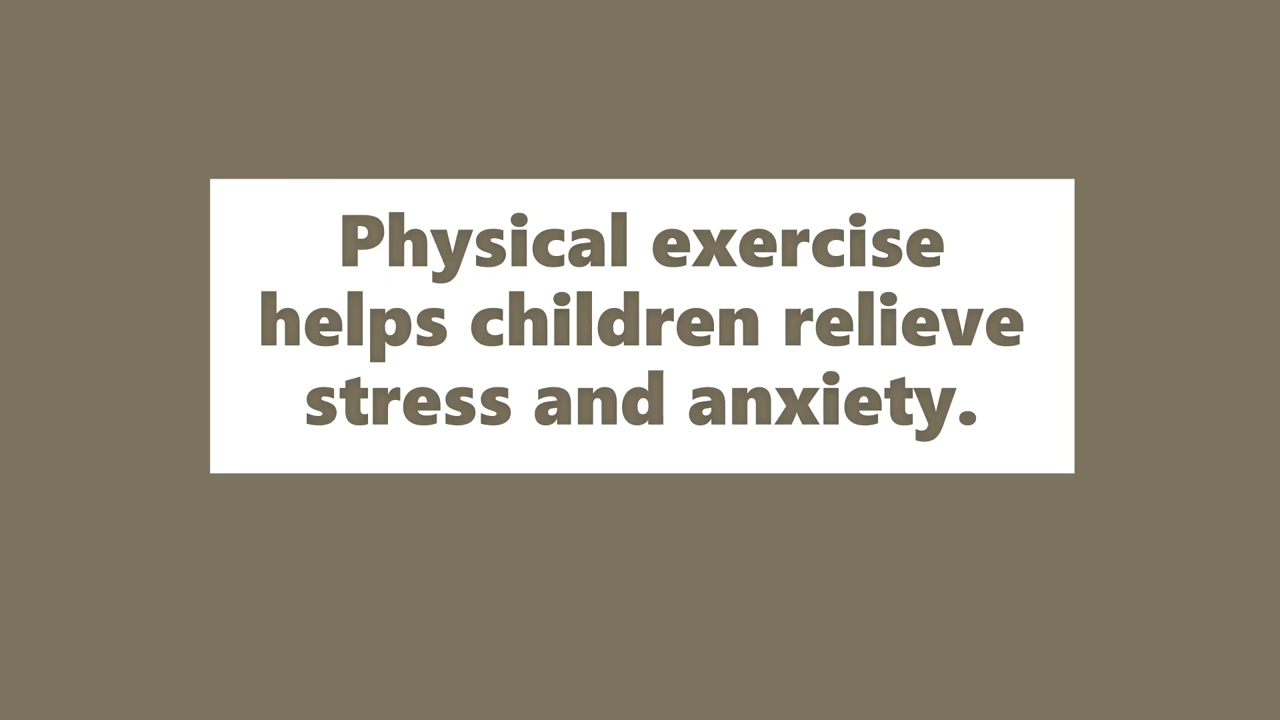 Physical exercise
helps children relieve
stress and anxiety.